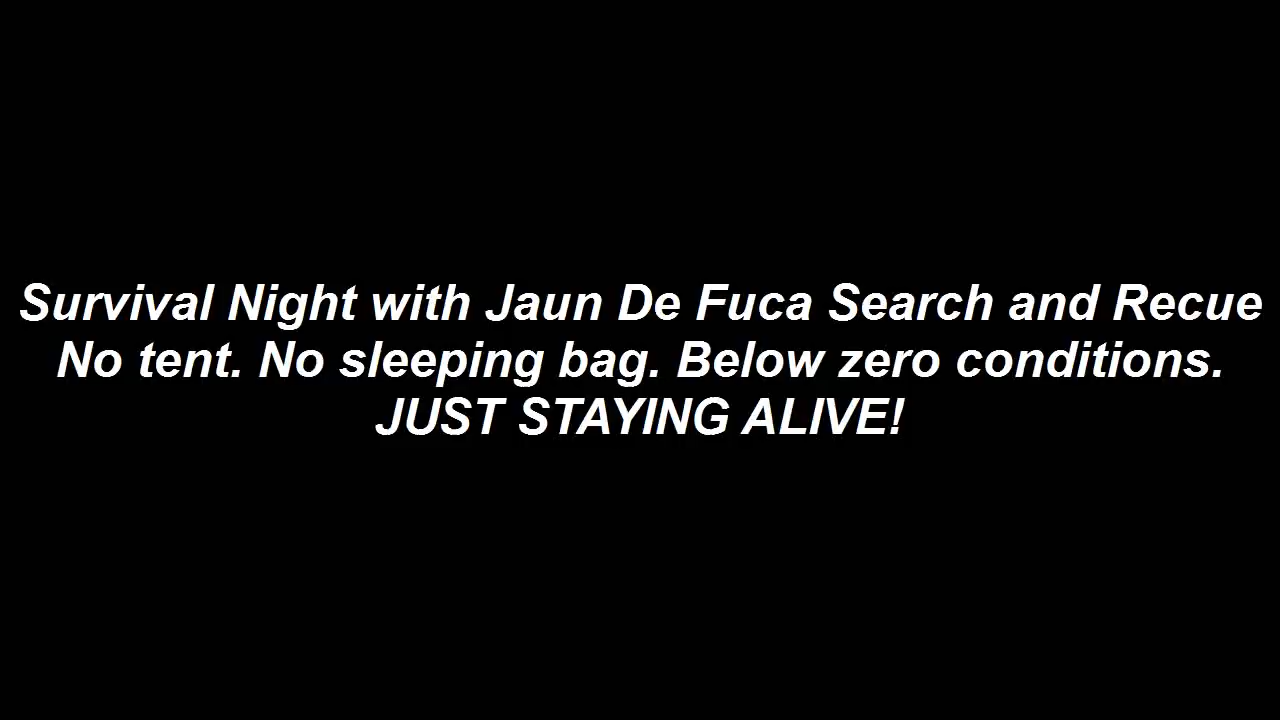 Survival Night with Jaun De Fuca Search and Recue
No tent. No sleeping bag. Below zero conditions.
JUST STAYING ALIVE!